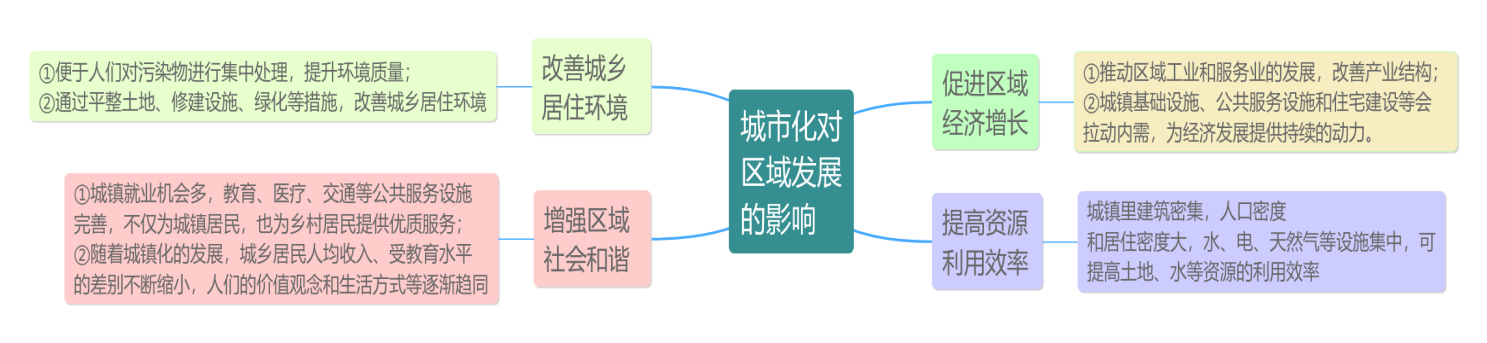 城市化对
区域发展
的影响
改善城乡
居住环境
①便于人们对污染物进行集中处理，提升环境质量；
②通过平整土地、修建设施、绿化等措施，改善城乡居住环境
增强区域
社会和谐
①城镇就业机会多，教育、医疗、交通等公共服务设施
完善，不仅为城镇居民，也为乡村居民提供优质服务；
②随着城镇化的发展，城乡居民人均收入、受教育水平
的差别不断缩小，人们的价值观念和生活方式等逐渐趋同
促进区域
经济增长
①推动区域工业和服务业的发展，改善产业结构；
②城镇基础设施、公共服务设施和住宅建设等会
拉动内需，为经济发展提供持续的动力。
提高资源
利用效率
城镇里建筑密集，人口密度
和居住密度大，水、电、天然气等设施集中，可
提高土地、水等资源的利用效率